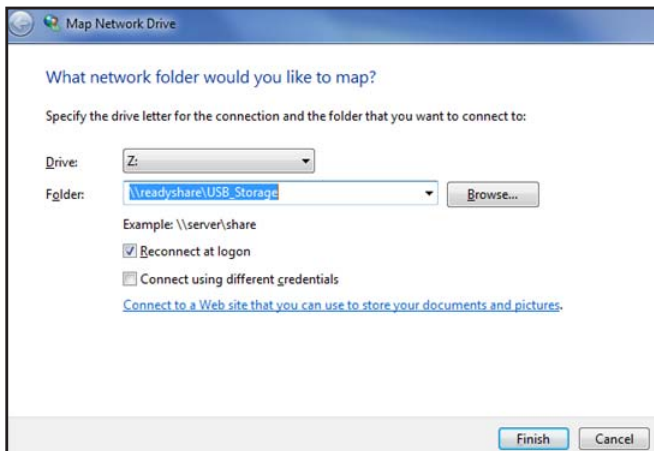 Map Network Drive
What network folder would you like to map?
Specify the drive letter for the connection and the folder that you want to connect to:
Drive: Z:
Folder: \\readyshare\USB_Storage Browse...
Example: \\server\share
Reconnect at logon
Connect using different credentials
Connect to a Web site that you can use to store your documents and pictures.
Finish Cancel